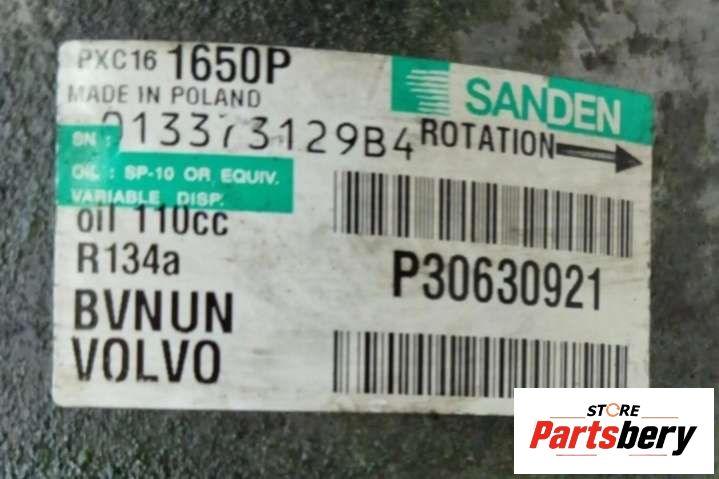 PXC16 1650P
MADE IN POLAND
SANDEN
SN : 013373129B4
ROTATION
OIL : SP-10 OR EQUIV.
VARIABLE DISP.
oil 110cc
R134a
P30630921
BVNUN
VOLVO
STORE
Partsbery